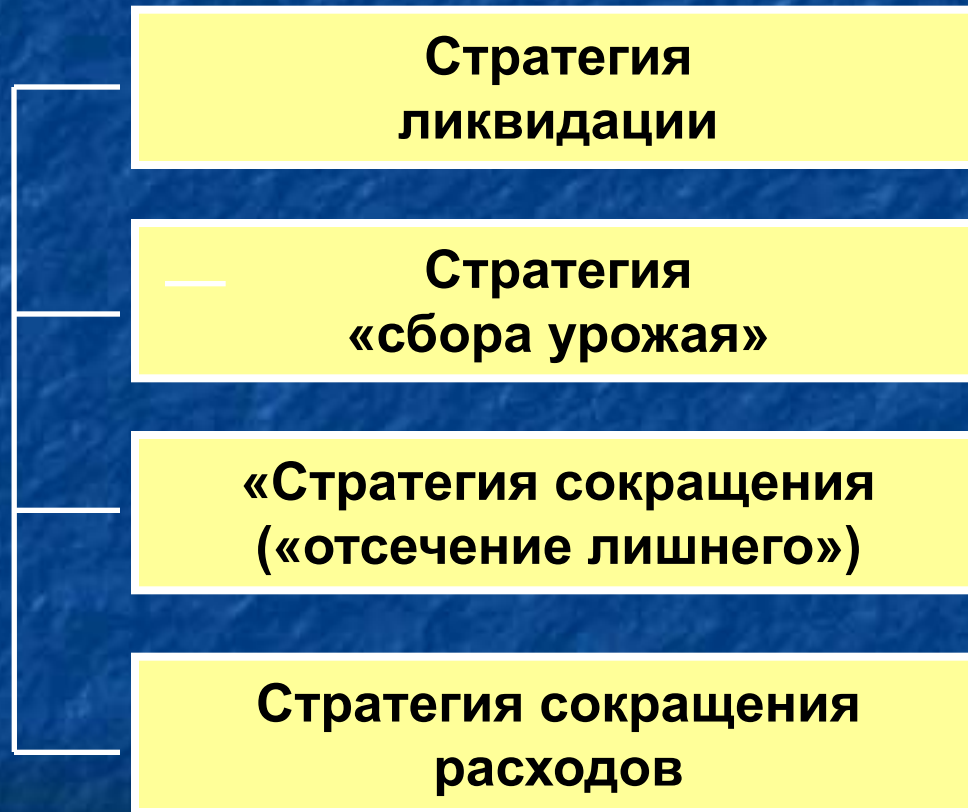 Стратегия
ликвидации
Стратегия
«сбора урожая»
«Стратегия сокращения
(«отсечение лишнего»)
Стратегия сокращения
расходов